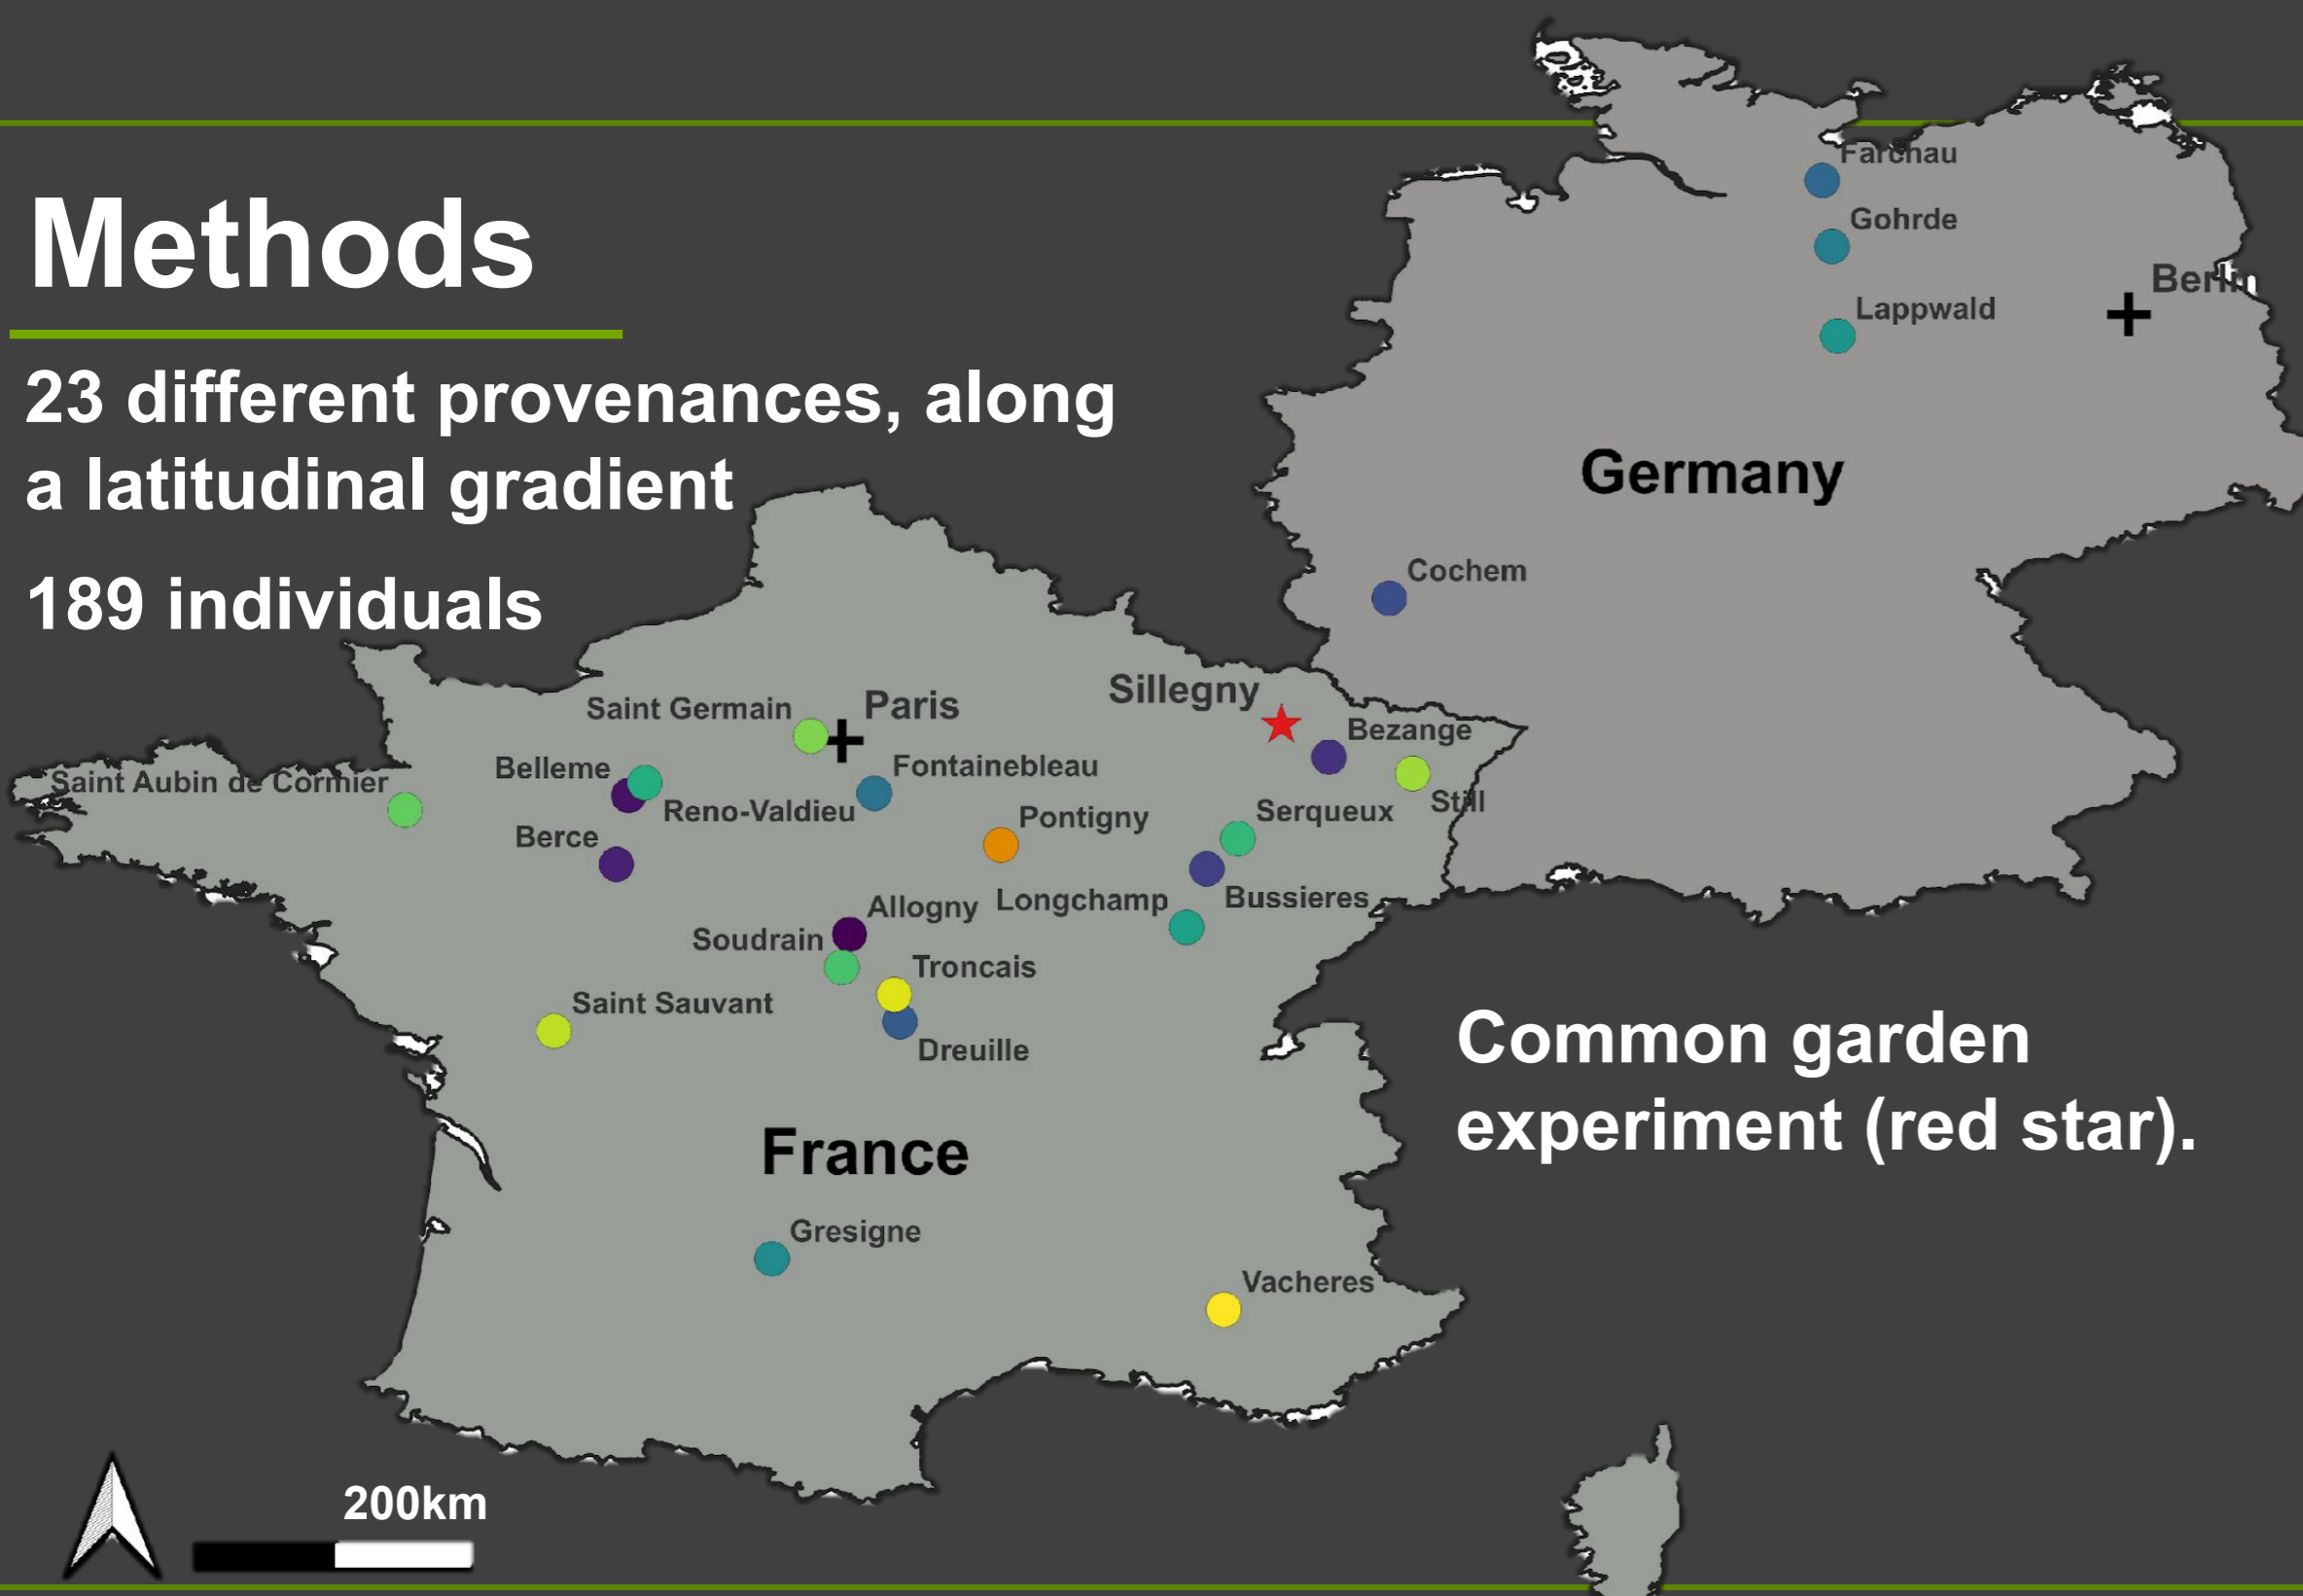 Methods
23 different provenances, along
a latitudinal gradient
189 individuals
Farchau
Gohrde
Berlin
Lappwald
Germany
Cochem
Sillegny
Saint Germain
Paris
Bezange
Belleme
Fontainebleau
Saint Aubin de Cormier
Still
Reno-Valdieu
Serqueux
Pontigny
Berce
Bussieres
Longchamp
Allogny
Soudrain
Troncais
Saint Sauvant
Dreuille
Common garden
experiment (red star).
France
Gresigne
Vacheres
200km